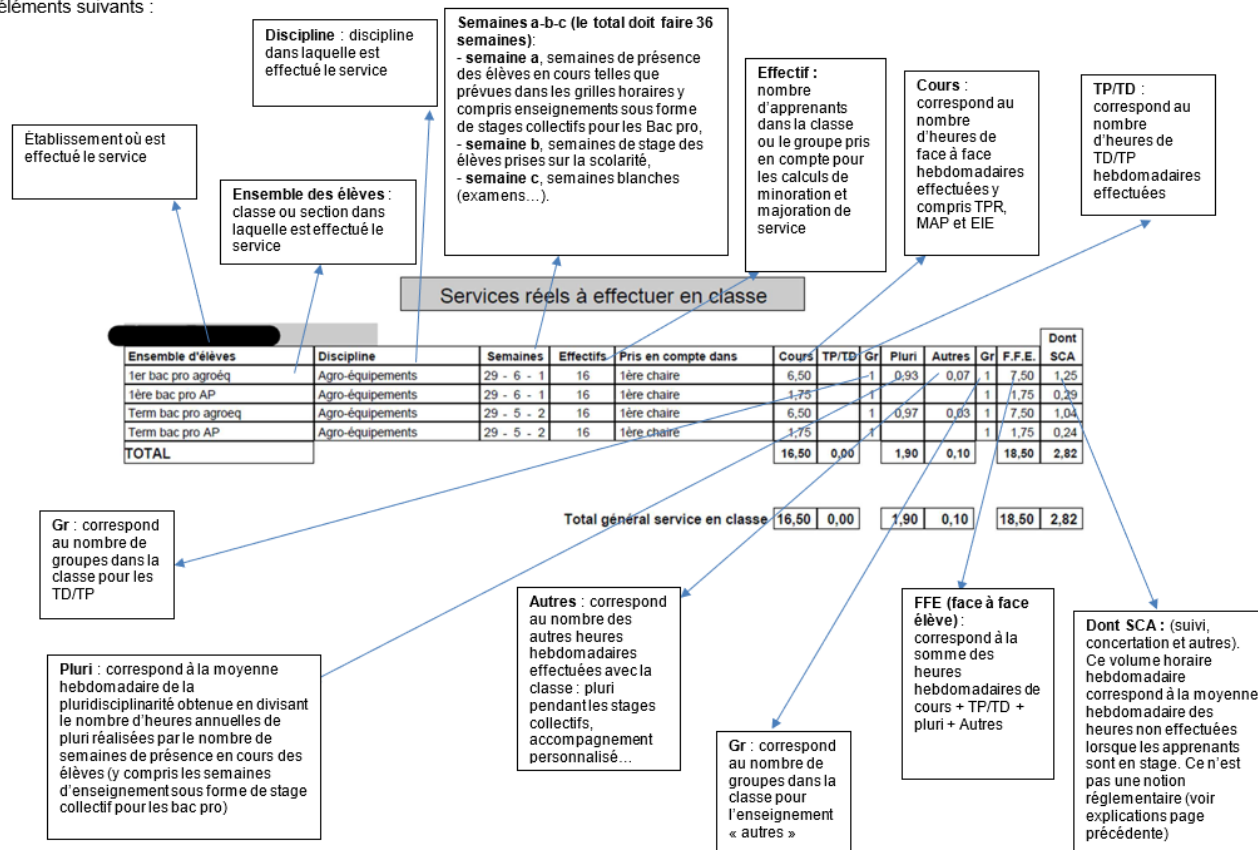 éléments suivants :
Discipline : discipline
dans laquelle est
effectué le service
Semaines a-b-c (le total doit faire 36
semaines):
- semaine a, semaines de présence
des élèves en cours telles que
prévues dans les grilles horaires y
compris enseignements sous forme
de stages collectifs pour les Bac pro,
- semaine b, semaines de stage des
élèves prises sur la scolarité,
- semaine c, semaines blanches
(examens...).
Effectif :
nombre
d'apprenants
dans la classe
ou le groupe pris
en compte pour
les calculs de
minoration et
majoration de
service
Cours :
correspond au
nombre
d'heures de
face à face
hebdomadaires
effectuées y
compris TPR,
MAP et EIE
TP/TD :
correspond au
nombre
d'heures de
TD/TP
hebdomadaires
effectuées
Etablissement où est
effectué le service
Ensemble des élèves :
classe ou section dans
laquelle est effectué le
service
Services réels à effectuer en classe
Ensemble d'élèves Discipline Semaines Effectifs Pris en compte dans Cours TP/TD Gr Pluri Autres Gr F.F.E. Dont SCA
1er bac pro agroéq Agro-équipements 29 - 6 - 1 16 1ère chaire 6,50 1 0,93 0,07 1 7,50 1,25
1ère bac pro AP Agro-équipements 29 - 6 - 1 16 1ère chaire 1,75 1 1 1,75 0,29
Term bac pro agroeq Agro-équipements 29 - 5 - 2 16 1ère chaire 6,50 1 0,97 0,03 1 7,50 1,04
Term bac pro AP Agro-équipements 29 - 5 - 2 16 1ère chaire 1,75 1 1 1,75 0,24
TOTAL 16,50 0,00 1,90 0,10 18,50 2,82
Total général service en classe 16,50 0,00 1,90 0,10 18,50 2,82
Gr : correspond
au nombre de
groupes dans la
classe pour les
TD/TP
Pluri : correspond à la moyenne
hebdomadaire de la
pluridisciplinarité obtenue en divisant
le nombre d'heures annuelles de
pluri réalisées par le nombre de
semaines de présence en cours des
élèves (y compris les semaines
d'enseignement sous forme de stage
collectif pour les bac pro)
Autres : correspond
au nombre des
autres heures
hebdomadaires
effectuées avec la
classe : pluri
pendant les stages
collectifs,
accompagnement
personnalisé...
Gr : correspond
au nombre de
groupes dans la
classe pour
l'enseignement
« autres »
FFE (face à face
élève) :
correspond à la
somme des
heures
hebdomadaires de
cours + TP/TD +
pluri + Autres
Dont SCA : (suivi,
concertation et autres).
Ce volume horaire
hebdomadaire
correspond à la moyenne
hebdomadaire des
heures non effectuées
lorsque les apprenants
sont en stage. Ce n'est
pas une notion
réglementaire (voir
explications page
précédente)